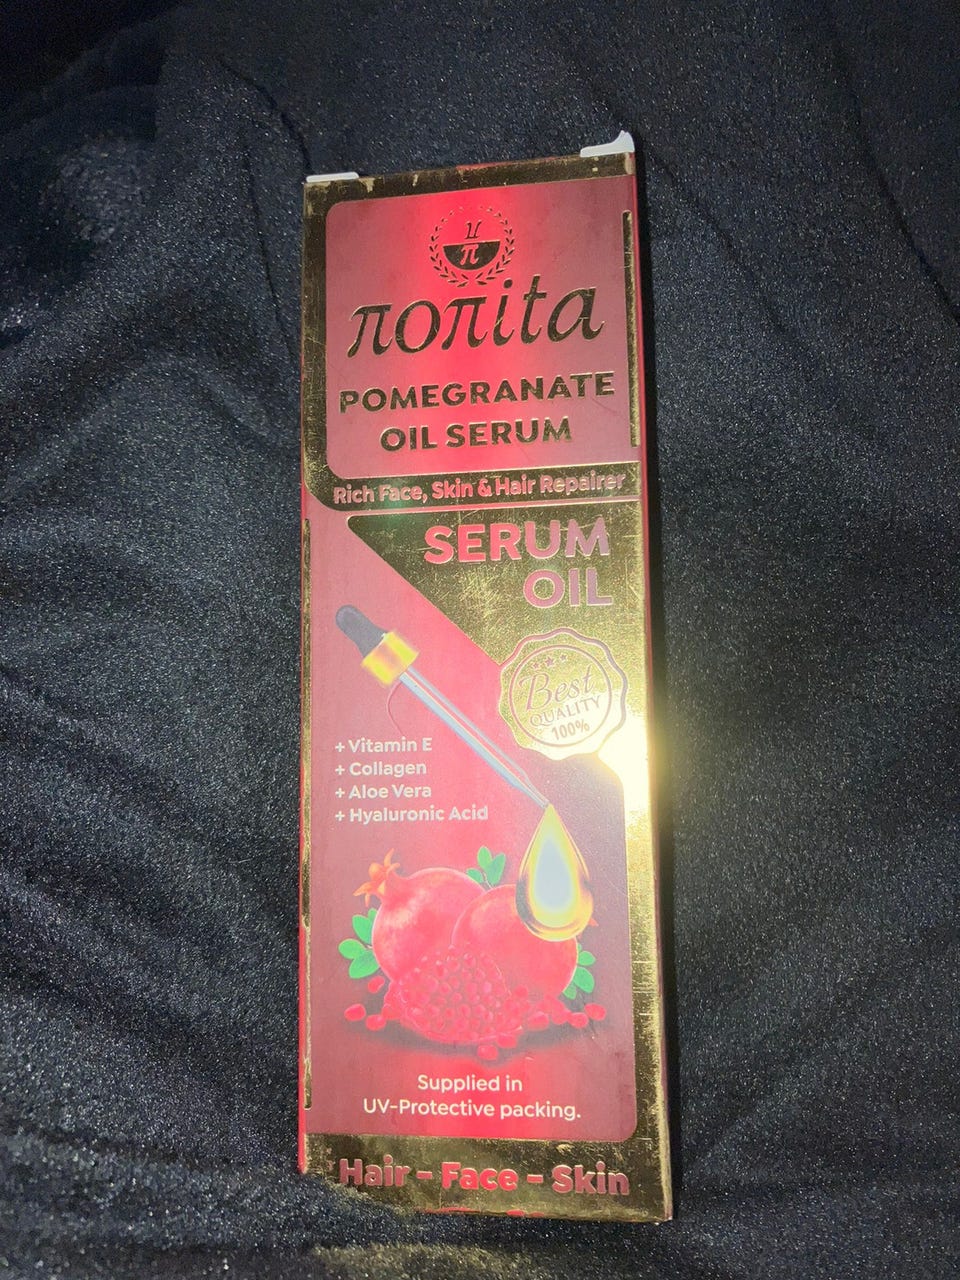 π
ποπita
POMEGRANATE
OIL SERUM
Rich Face, Skin & Hair Repairer
SERUM
OIL
Best
QUALITY
100%
+ Vitamin E
+ Collagen
+ Aloe Vera
+ Hyaluronic Acid
Supplied in
UV-Protective packing.
Hair - Face - Skin